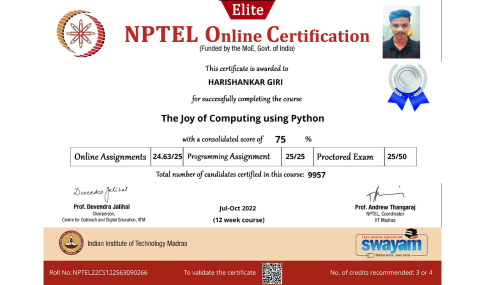 Elite
NPTEL Online Certification
(Funded by the MoE, Govt. of India)
This certificate is awarded to
HARISHANKAR GIRI
for successfully completing the course
The Joy of Computing using Python
with a consolidated score of 75 %
Online Assignments 24.63/25 Programming Assignment 25/25 Proctored Exam 25/50
Total number of candidates certified in this course: 9957
Devendra Jalihal
Prof. Devendra Jalihal
Chairperson,
Centre for Outreach and Digital Education, IITM
Jul-Oct 2022
(12 week course)
Prof. Andrew Thangaraj
NPTEL, Coordinator
IIT Madras
Indian Institute of Technology Madras
FREE ONLINE EDUCATION
swayam
Roll No: NPTEL22CS122563090266
To validate the certificate
No. of credits recommended: 3 or 4